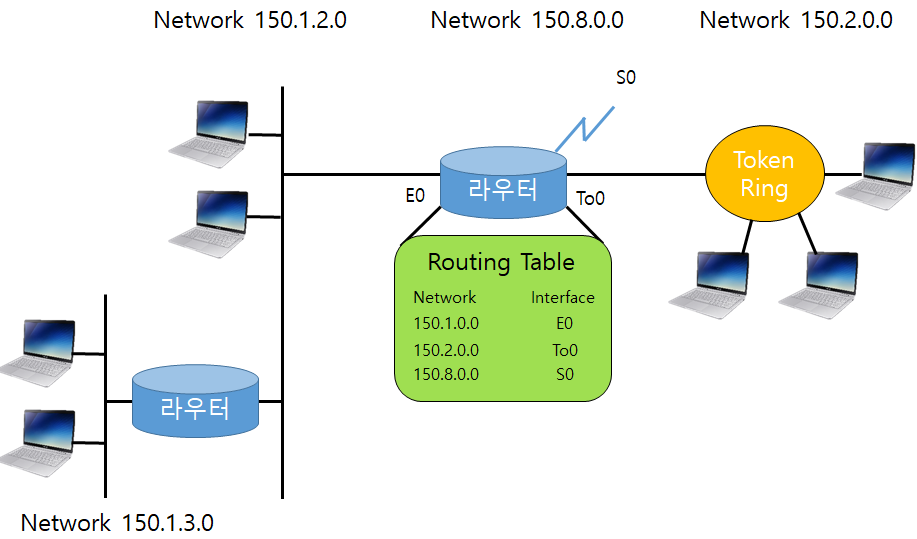 Network 150.1.2.0
Network 150.8.0.0
Network 150.2.0.0
S0
라우터
E0
To0
Token
Ring
Routing Table
Network Interface
150.1.0.0 E0
150.2.0.0 To0
150.8.0.0 S0
라우터
Network 150.1.3.0